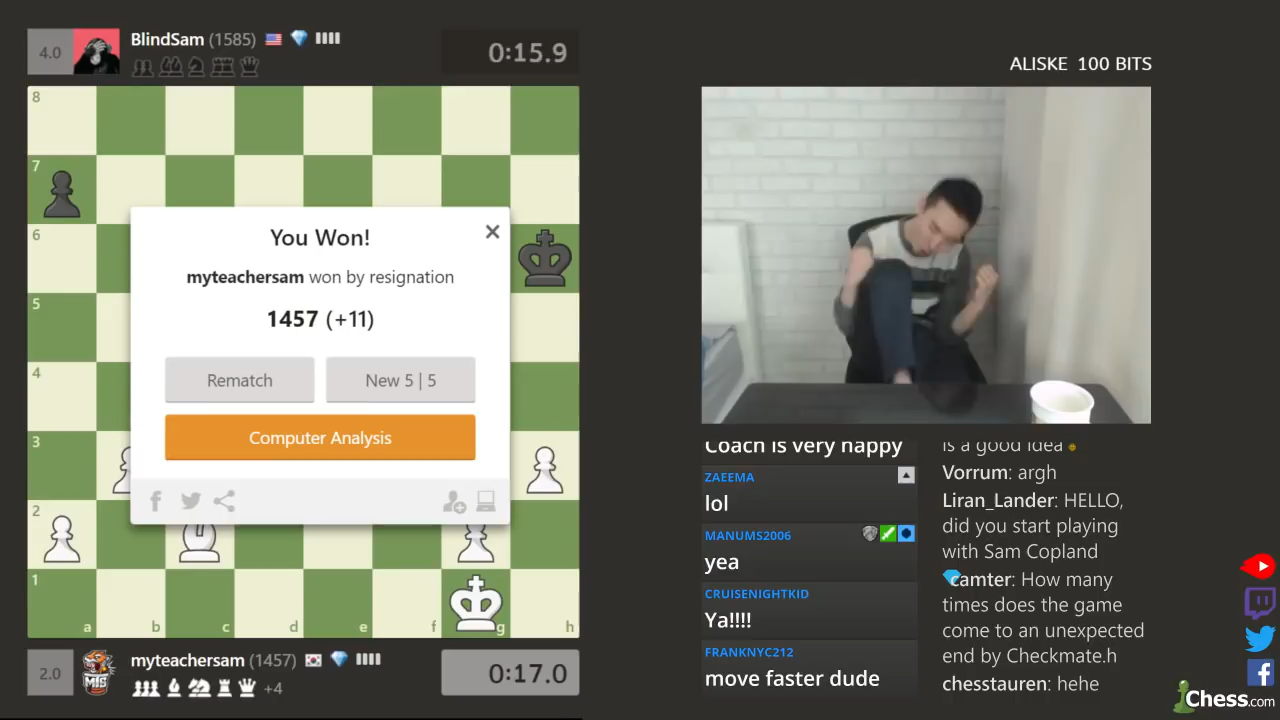 4.0
BlindSam (1585)
0:15.9
8
7
6
5
4
3
2
1
a b c d e f g h
You Won!
myteachersam won by resignation
1457 (+11)
Rematch
New 5 | 5
Computer Analysis
2.0
MTS
myteachersam (1457)
+4
0:17.0
ALISKE 100 BITS
Coach is very happy
ZAEEMA
lol
MANUMS2006
yea
CRUISENIGHTKID
Ya!!!!
FRANKNYC212
move faster dude
is a good idea
Vorrum: argh
Liran_Lander: HELLO,
did you start playing
with Sam Copland
camter: How many
times does the game
come to an unexpected
end by Checkmate.h
chesstauren: hehe
Chess.com